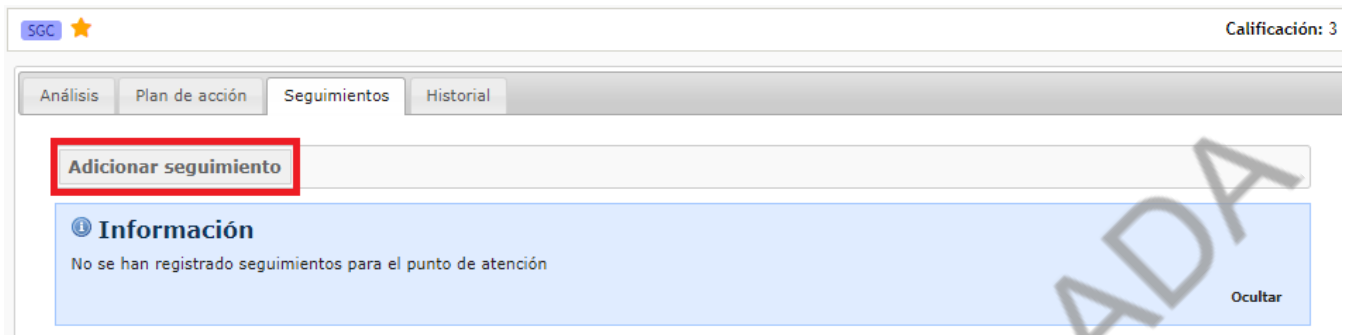 SGC Calificación: 3
Análisis Plan de acción Seguimientos Historial
Adicionar seguimiento
Información
No se han registrado seguimientos para el punto de atención
Ocultar
ADA